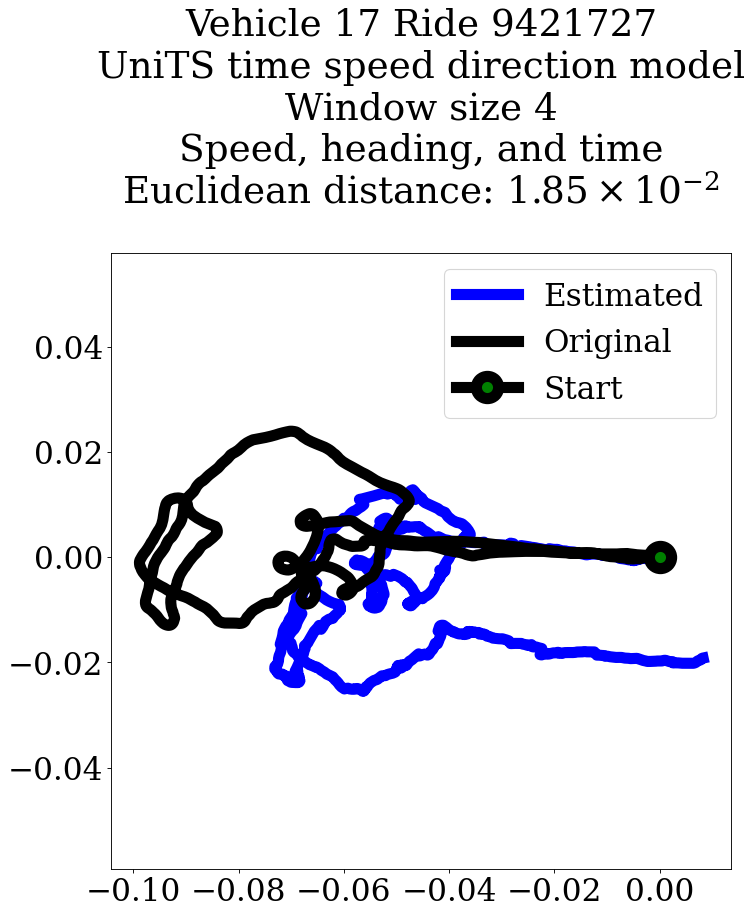 Vehicle 17 Ride 9421727
UniTS time speed direction model
Window size 4
Speed, heading, and time
Euclidean distance: 1.85 × 10⁻²
Estimated
Original
Start
0.04
0.02
0.00
−0.02
−0.04
−0.10 −0.08 −0.06 −0.04 −0.02 0.00